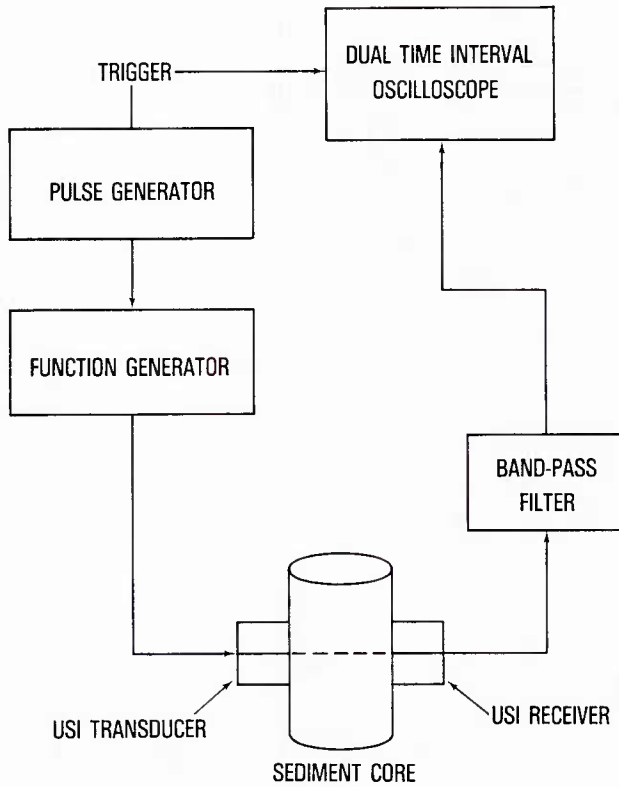 TRIGGER
DUAL TIME INTERVAL
OSCILLOSCOPE
PULSE GENERATOR
FUNCTION GENERATOR
BAND-PASS
FILTER
USI TRANSDUCER
USI RECEIVER
SEDIMENT CORE